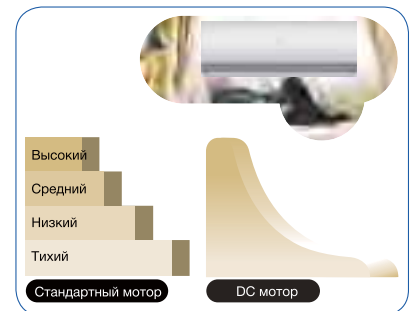 Высокий
Средний
Низкий
Тихий
Стандартный мотор
DC мотор